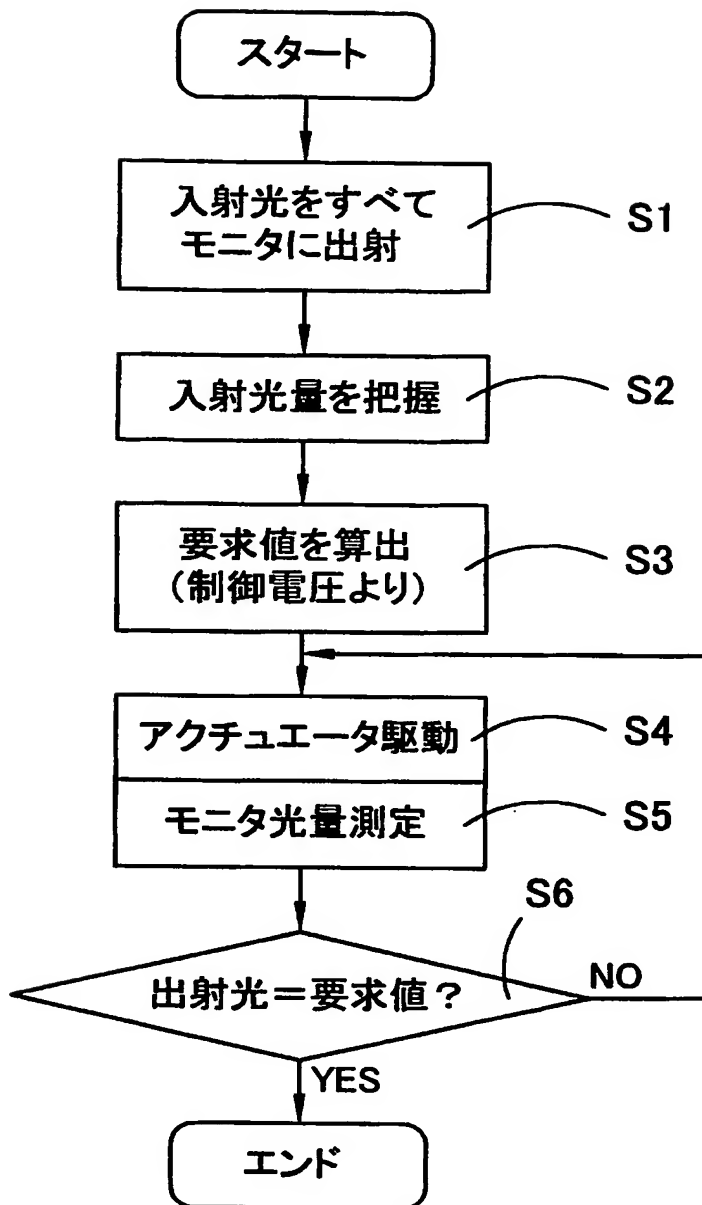 スタート
入射光をすべて
モニタに出射
S1
入射光量を把握
S2
要求値を算出
(制御電圧より)
S3
アクチュエータ駆動
S4
モニタ光量測定
S5
S6
出射光=要求値?
NO
YES
エンド